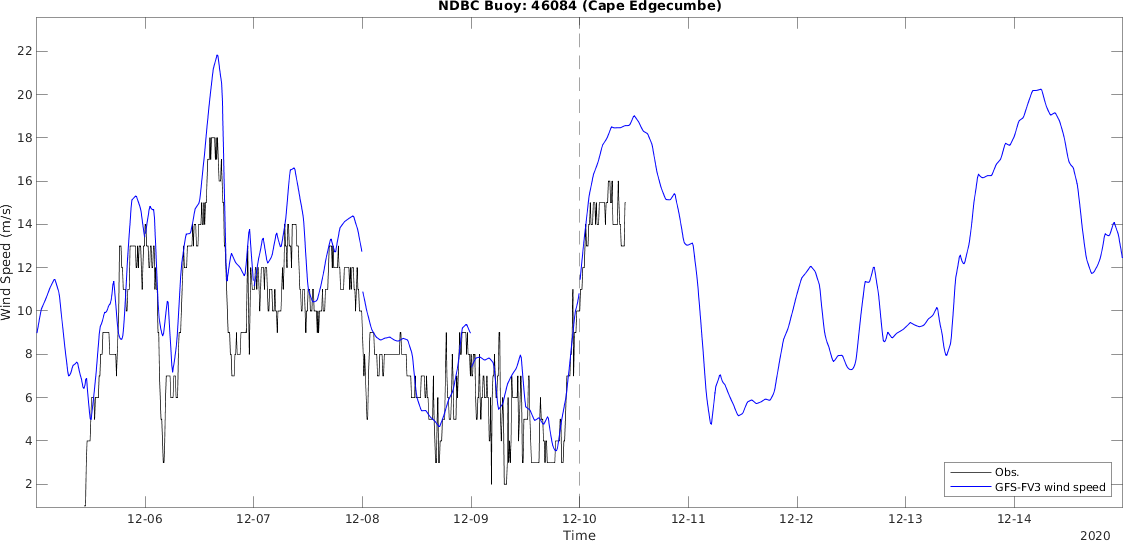 NDBC Buoy: 46084 (Cape Edgecumbe)
22
20
18
16
14
12
10
8
6
4
2
Wind Speed (m/s)
Obs.
GFS-FV3 wind speed
12-06 12-07 12-08 12-09 12-10 12-11 12-12 12-13 12-14
Time
2020